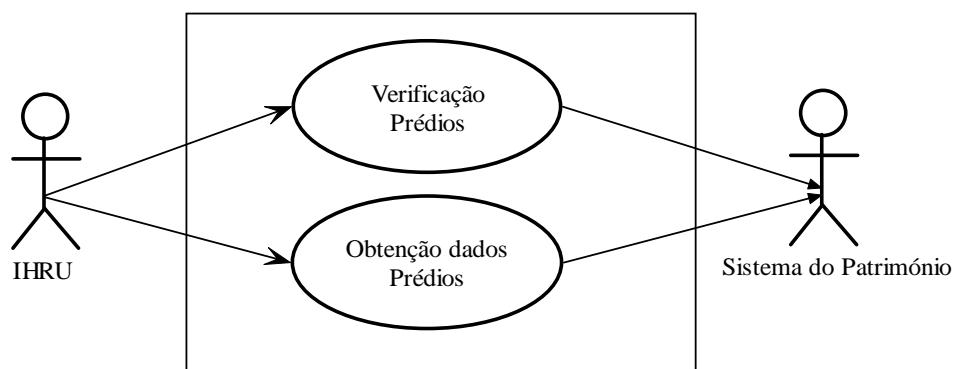 Verificação
Prédios
IHRU
Obtenção dados
Prédios
Sistema do Património